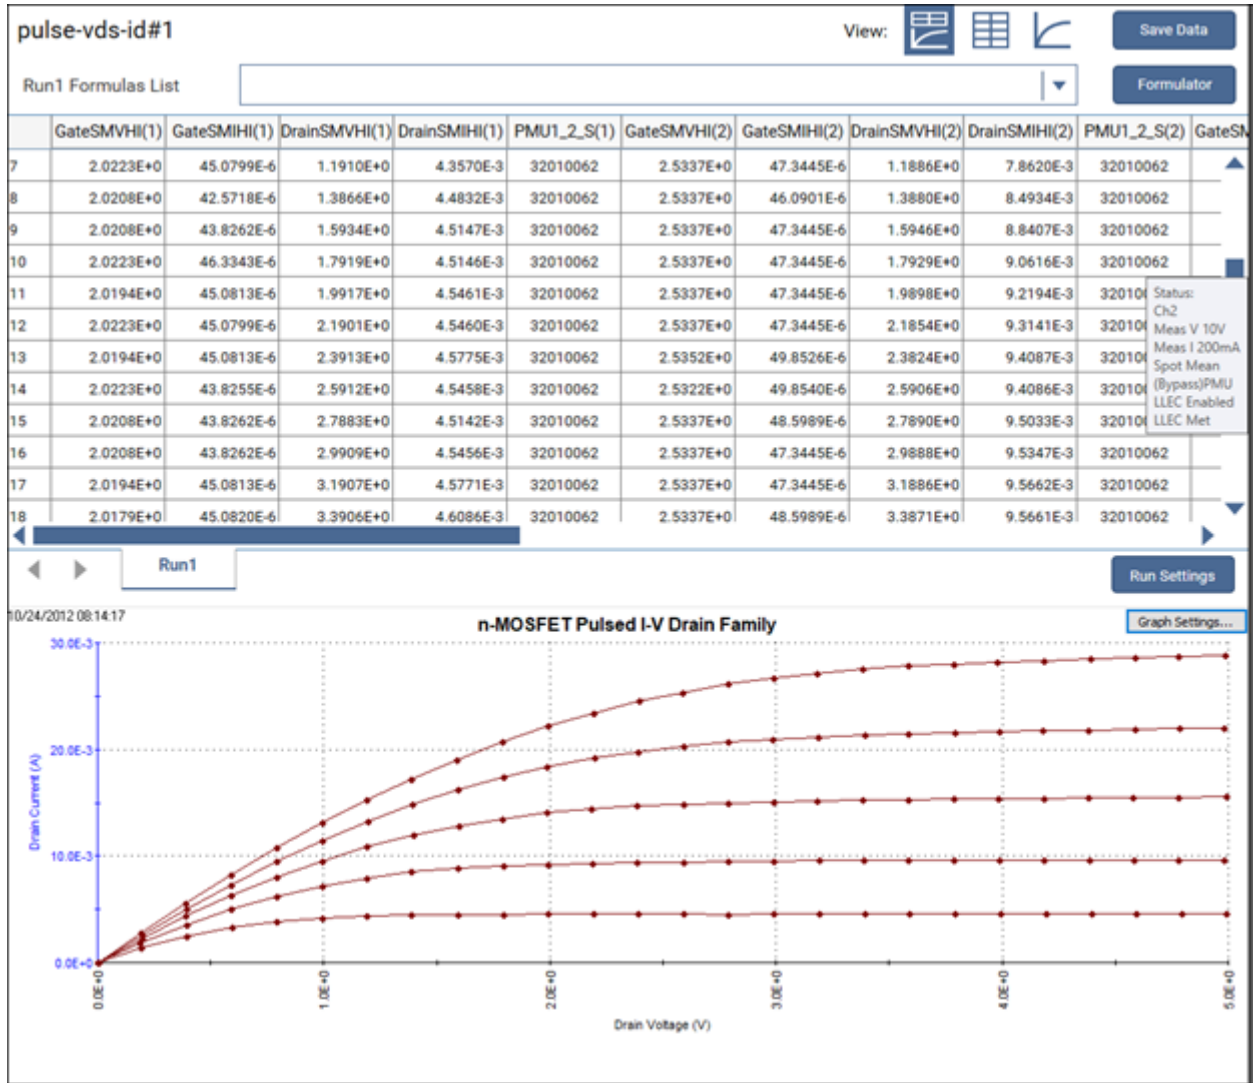 pulse-vds-id#1 View: Save Data
Run1 Formulas List Formulator
GateSMVHI(1) GateSMIHI(1) DrainSMVHI(1) DrainSMIHI(1) PMU1_2_S(1) GateSMVHI(2) GateSMIHI(2) DrainSMVHI(2) DrainSMIHI(2) PMU1_2_S(2) GateSM
7 2.0223E+0 45.0799E-6 1.1910E+0 4.3570E-3 32010062 2.5337E+0 47.3445E-6 1.1886E+0 7.8620E-3 32010062
8 2.0208E+0 42.5718E-6 1.3866E+0 4.4832E-3 32010062 2.5337E+0 46.0901E-6 1.3880E+0 8.4934E-3 32010062
9 2.0208E+0 43.8262E-6 1.5934E+0 4.5147E-3 32010062 2.5337E+0 47.3445E-6 1.5946E+0 8.8407E-3 32010062
10 2.0223E+0 46.3343E-6 1.7919E+0 4.5146E-3 32010062 2.5337E+0 47.3445E-6 1.7929E+0 9.0616E-3 32010062
11 2.0194E+0 45.0813E-6 1.9917E+0 4.5461E-3 32010062 2.5337E+0 47.3445E-6 1.9898E+0 9.2194E-3 32010
12 2.0223E+0 45.0799E-6 2.1901E+0 4.5460E-3 32010062 2.5337E+0 47.3445E-6 2.1854E+0 9.3141E-3 32010
13 2.0194E+0 45.0813E-6 2.3913E+0 4.5775E-3 32010062 2.5352E+0 49.8526E-6 2.3824E+0 9.4087E-3 32010
14 2.0223E+0 43.8255E-6 2.5912E+0 4.5458E-3 32010062 2.5322E+0 49.8540E-6 2.5906E+0 9.4086E-3 32010
15 2.0208E+0 43.8262E-6 2.7883E+0 4.5142E-3 32010062 2.5337E+0 48.5989E-6 2.7890E+0 9.5033E-3 32010
16 2.0208E+0 43.8262E-6 2.9909E+0 4.5456E-3 32010062 2.5337E+0 47.3445E-6 2.9888E+0 9.5347E-3 32010062
17 2.0194E+0 45.0813E-6 3.1907E+0 4.5771E-3 32010062 2.5337E+0 47.3445E-6 3.1886E+0 9.5662E-3 32010062
18 2.0179E+0 45.0820E-6 3.3906E+0 4.6086E-3 32010062 2.5337E+0 48.5989E-6 3.3871E+0 9.5661E-3 32010062
Status:
Ch2
Meas V 10V
Meas I 200mA
Spot Mean
(Bypass)PMU
LLEC Enabled
LLEC Met
Run1 Run Settings
10/24/2012 08:14:17
n-MOSFET Pulsed I-V Drain Family
Graph Settings...
30.0E-3
20.0E-3
10.0E-3
0.0E+0
Drain Current (A)
0.0E+0 1.0E+0 2.0E+0 3.0E+0 4.0E+0 5.0E+0
Drain Voltage (V)